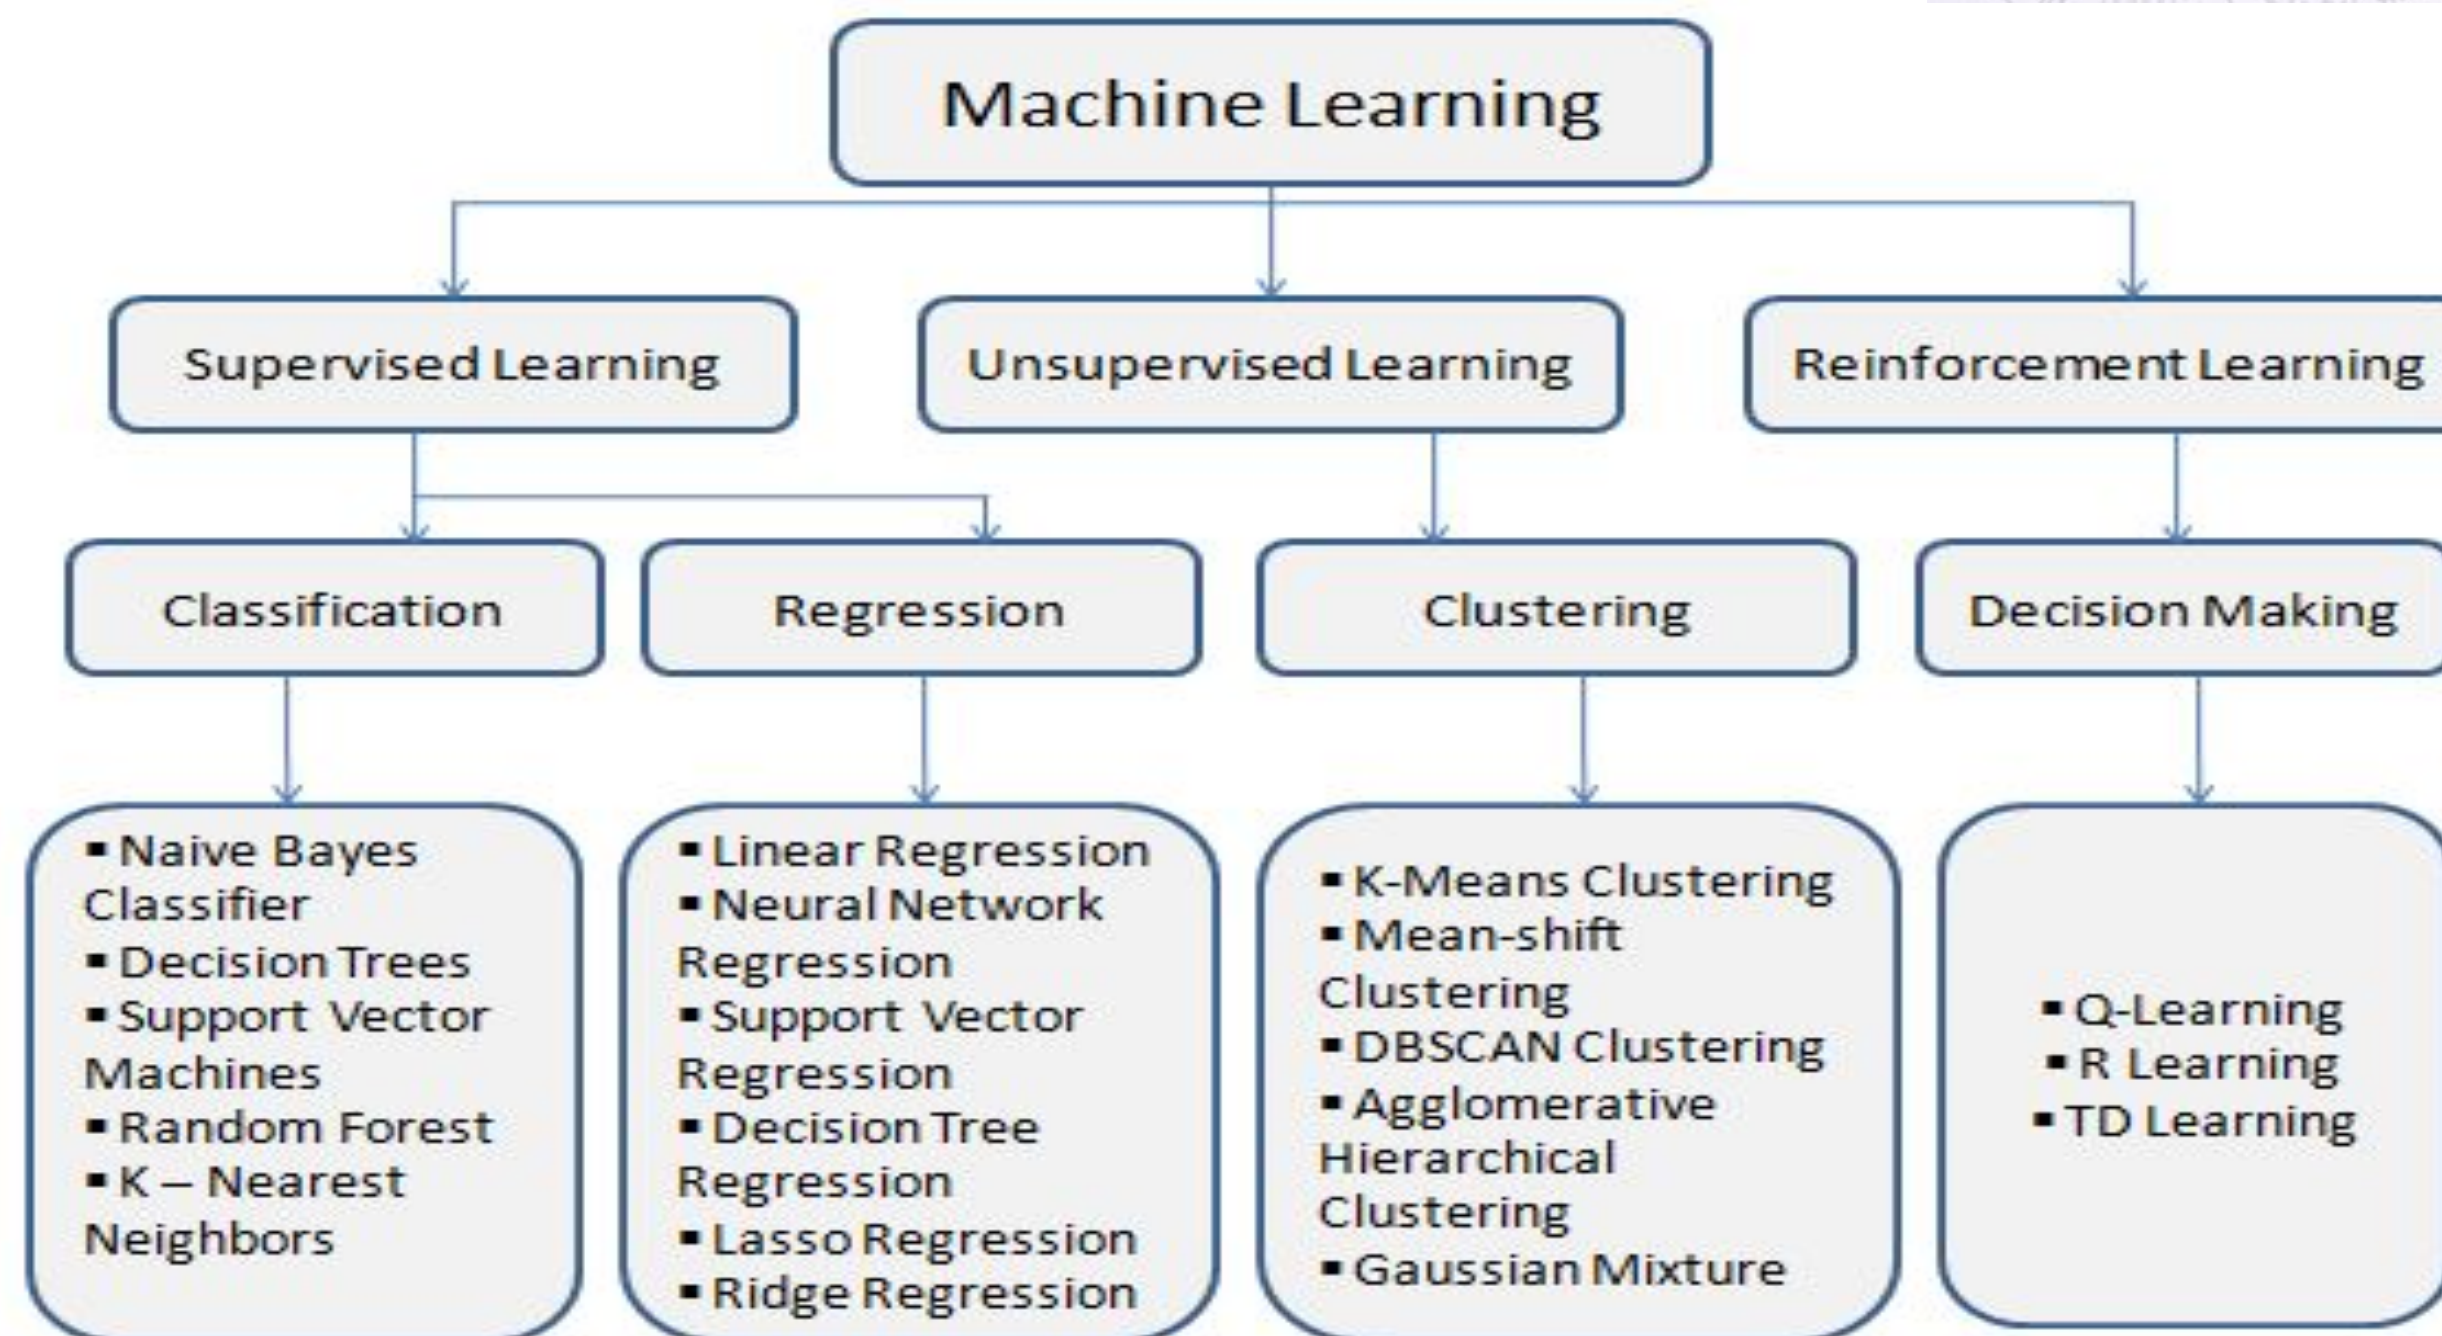 Machine Learning
Supervised Learning
Unsupervised Learning
Reinforcement Learning
Classification
Regression
Clustering
Decision Making
▪ Naive Bayes
Classifier
▪ Decision Trees
▪ Support Vector
Machines
▪ Random Forest
▪ K – Nearest
Neighbors
▪ Linear Regression
▪ Neural Network
Regression
▪ Support Vector
Regression
▪ Decision Tree
Regression
▪ Lasso Regression
▪ Ridge Regression
▪ K-Means Clustering
▪ Mean-shift
Clustering
▪ DBSCAN Clustering
▪ Agglomerative
Hierarchical
Clustering
▪ Gaussian Mixture
▪ Q-Learning
▪ R Learning
▪ TD Learning